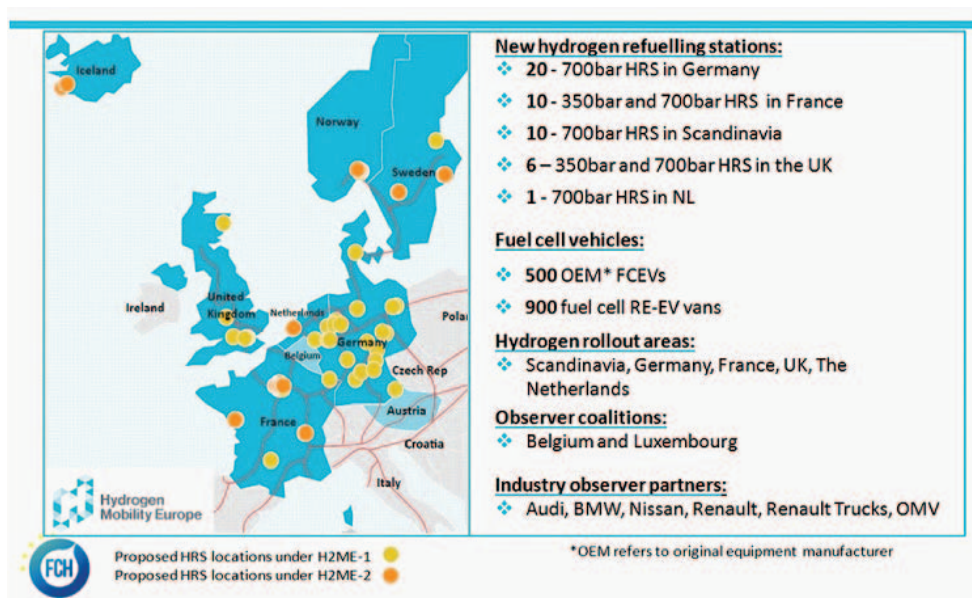 Iceland
Norway
Sweden
Ireland
United
Kingdom
Netherlands
Belgium
Germany
Czech Rep
Austria
France
Croatia
Italy
Hydrogen
Mobility Europe
FCH
Proposed HRS locations under H2ME-1
Proposed HRS locations under H2ME-2
New hydrogen refuelling stations:
20 - 700bar HRS in Germany
10 - 350bar and 700bar HRS in France
10 - 700bar HRS in Scandinavia
6 – 350bar and 700bar HRS in the UK
1 - 700bar HRS in NL
Fuel cell vehicles:
500 OEM* FCEVs
900 fuel cell RE-EV vans
Hydrogen rollout areas:
Scandinavia, Germany, France, UK, The
Netherlands
Observer coalitions:
Belgium and Luxembourg
Industry observer partners:
Audi, BMW, Nissan, Renault, Renault Trucks, OMV
*OEM refers to original equipment manufacturer